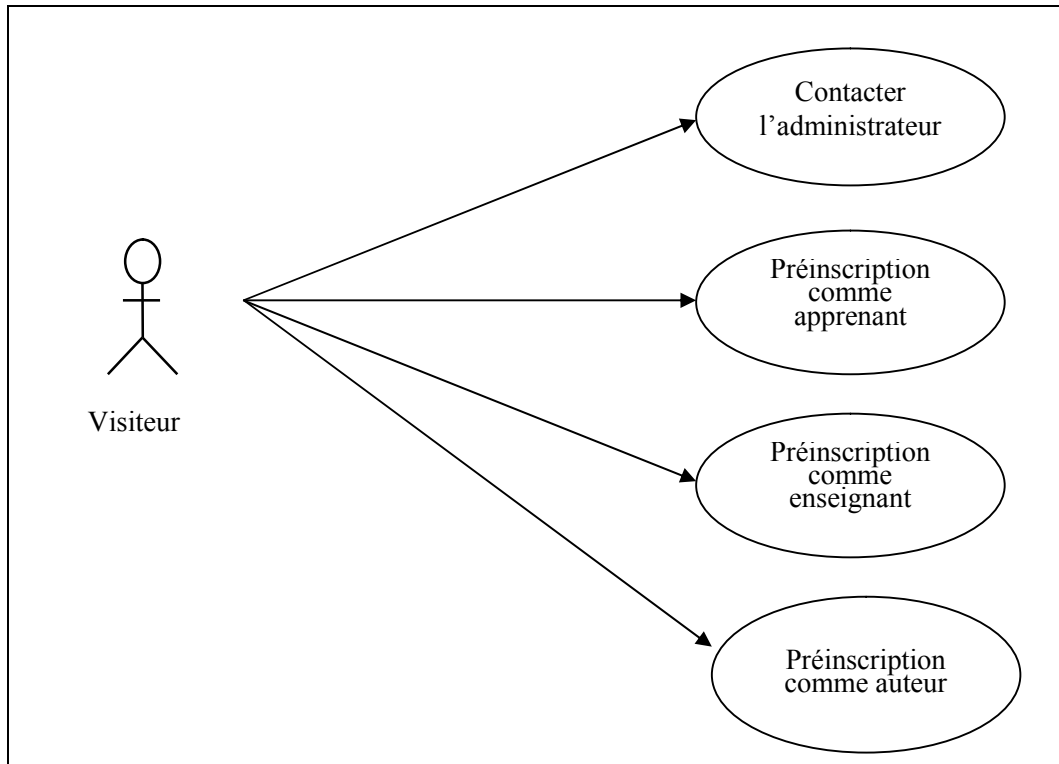 Contacter
l’administrateur
Préinscription
comme
apprenant
Visiteur
Préinscription
comme
enseignant
Préinscription
comme auteur